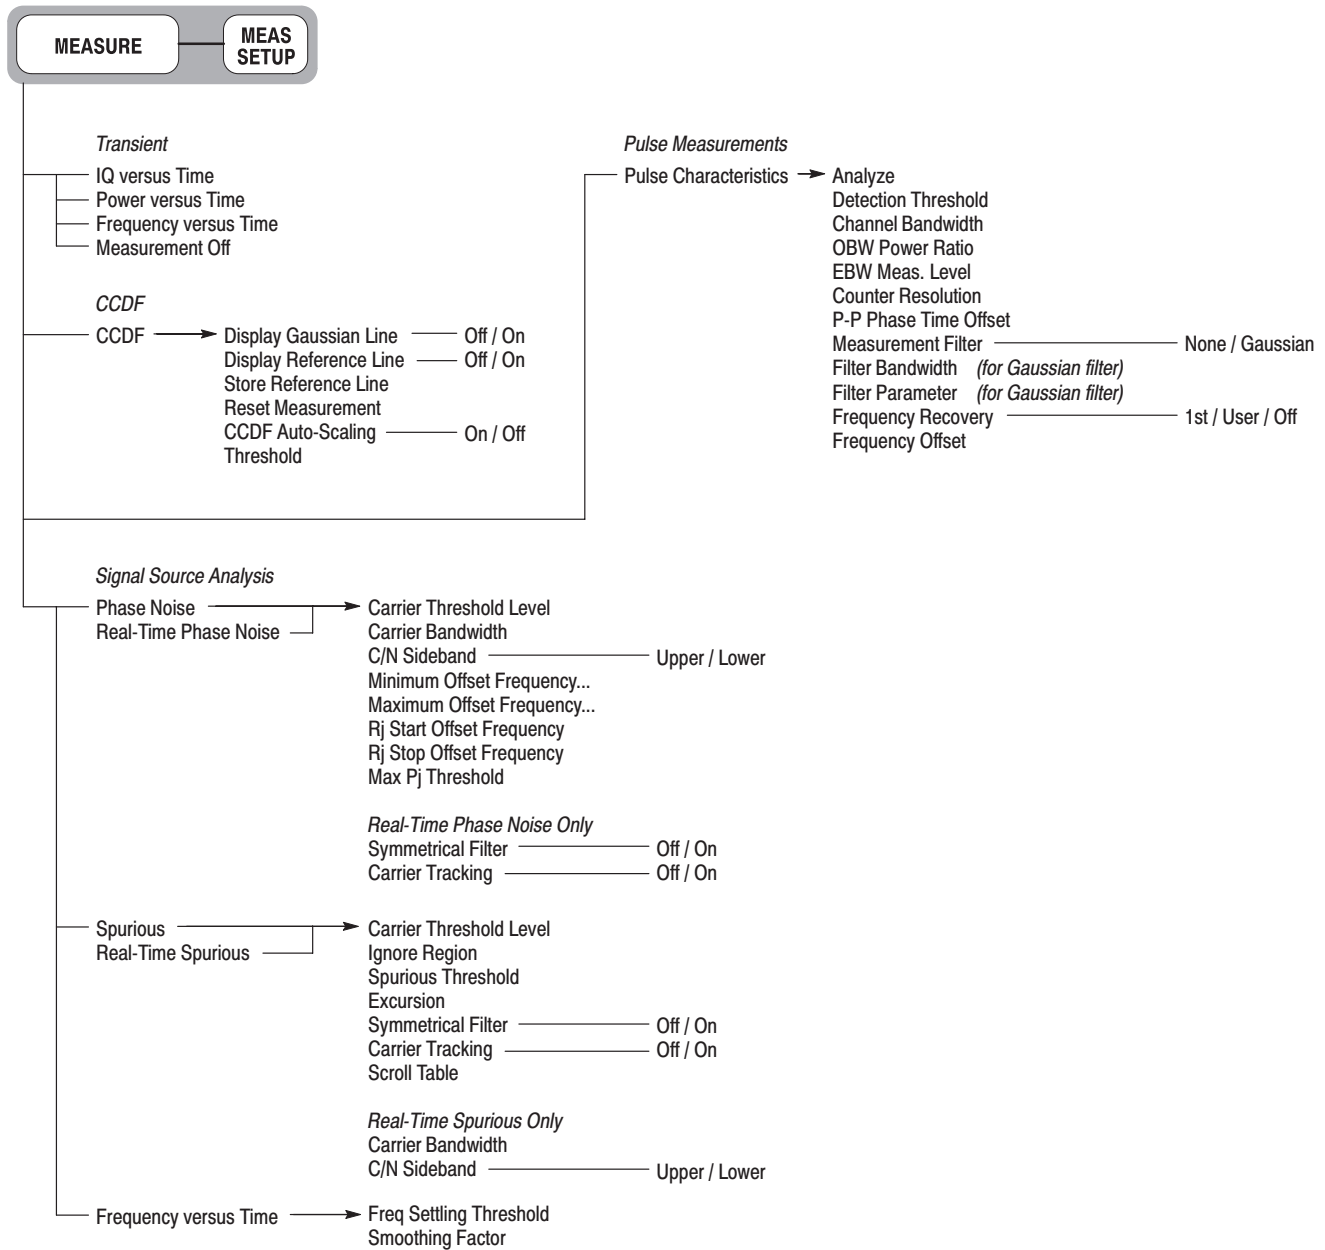 MEASURE
MEAS
SETUP
Transient
IQ versus Time
Power versus Time
Frequency versus Time
Measurement Off
CCDF
CCDF
Display Gaussian Line Off / On
Display Reference Line Off / On
Store Reference Line
Reset Measurement
CCDF Auto-Scaling On / Off
Threshold
Pulse Measurements
Pulse Characteristics
Analyze
Detection Threshold
Channel Bandwidth
OBW Power Ratio
EBW Meas. Level
Counter Resolution
P-P Phase Time Offset
Measurement Filter None / Gaussian
Filter Bandwidth (for Gaussian filter)
Filter Parameter (for Gaussian filter)
Frequency Recovery 1st / User / Off
Frequency Offset
Signal Source Analysis
Phase Noise
Real-Time Phase Noise
Carrier Threshold Level
Carrier Bandwidth
C/N Sideband Upper / Lower
Minimum Offset Frequency...
Maximum Offset Frequency...
Rj Start Offset Frequency
Rj Stop Offset Frequency
Max Pj Threshold
Real-Time Phase Noise Only
Symmetrical Filter Off / On
Carrier Tracking Off / On
Spurious
Real-Time Spurious
Carrier Threshold Level
Ignore Region
Spurious Threshold
Excursion
Symmetrical Filter Off / On
Carrier Tracking Off / On
Scroll Table
Real-Time Spurious Only
Carrier Bandwidth
C/N Sideband Upper / Lower
Frequency versus Time
Freq Settling Threshold
Smoothing Factor